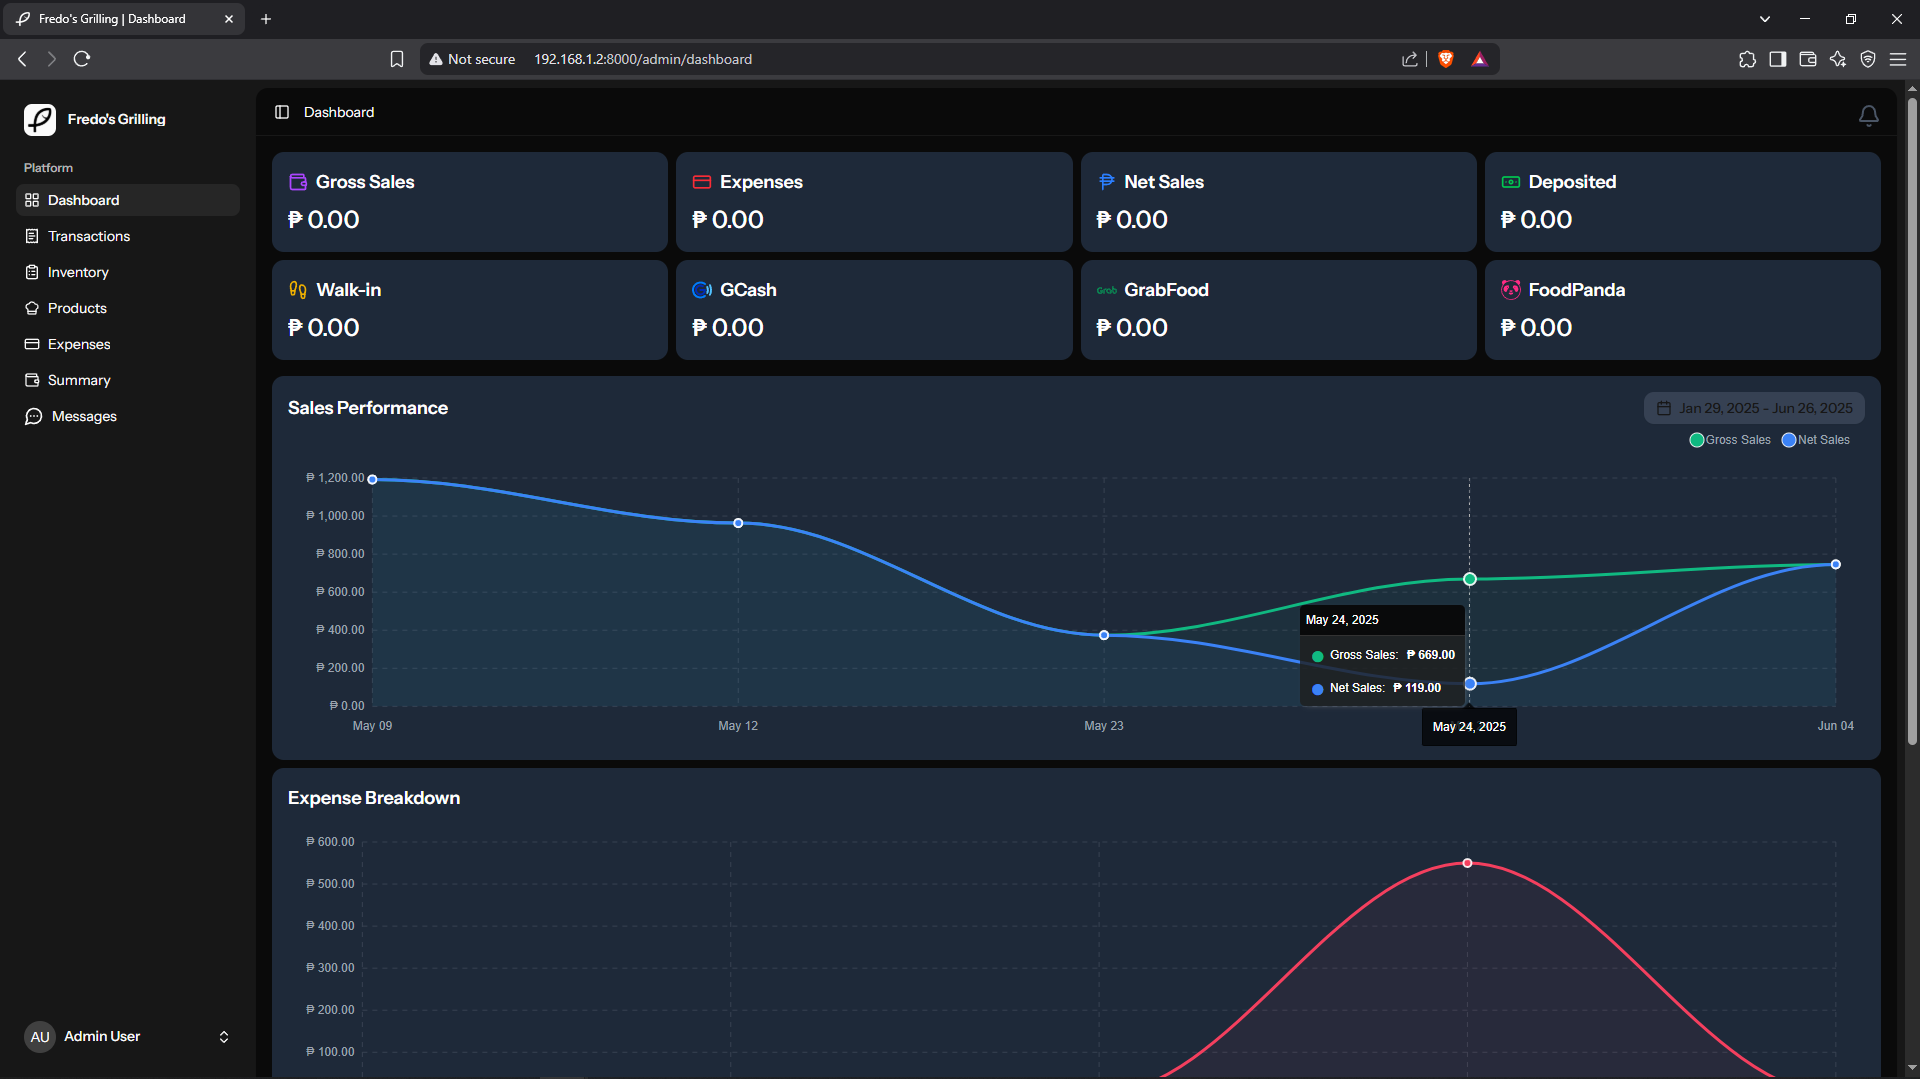 Fredo's Grilling | Dashboard
Not secure 192.168.1.2:8000/admin/dashboard
Fredo's Grilling
Platform
Dashboard
Transactions
Inventory
Products
Expenses
Summary
Messages
AU Admin User
Dashboard
Gross Sales
₱ 0.00
Expenses
₱ 0.00
Net Sales
₱ 0.00
Deposited
₱ 0.00
Walk-in
₱ 0.00
GCash
₱ 0.00
Grab GrabFood
₱ 0.00
FoodPanda
₱ 0.00
Sales Performance
Jan 29, 2025 - Jun 26, 2025
Gross Sales Net Sales
₱ 1,200.00
₱ 1,000.00
₱ 800.00
₱ 600.00
₱ 400.00
₱ 200.00
₱ 0.00
May 24, 2025
Gross Sales: ₱ 669.00
Net Sales: ₱ 119.00
May 09 May 12 May 23 May 24, 2025 Jun 04
Expense Breakdown
₱ 600.00
₱ 500.00
₱ 400.00
₱ 300.00
₱ 200.00
₱ 100.00